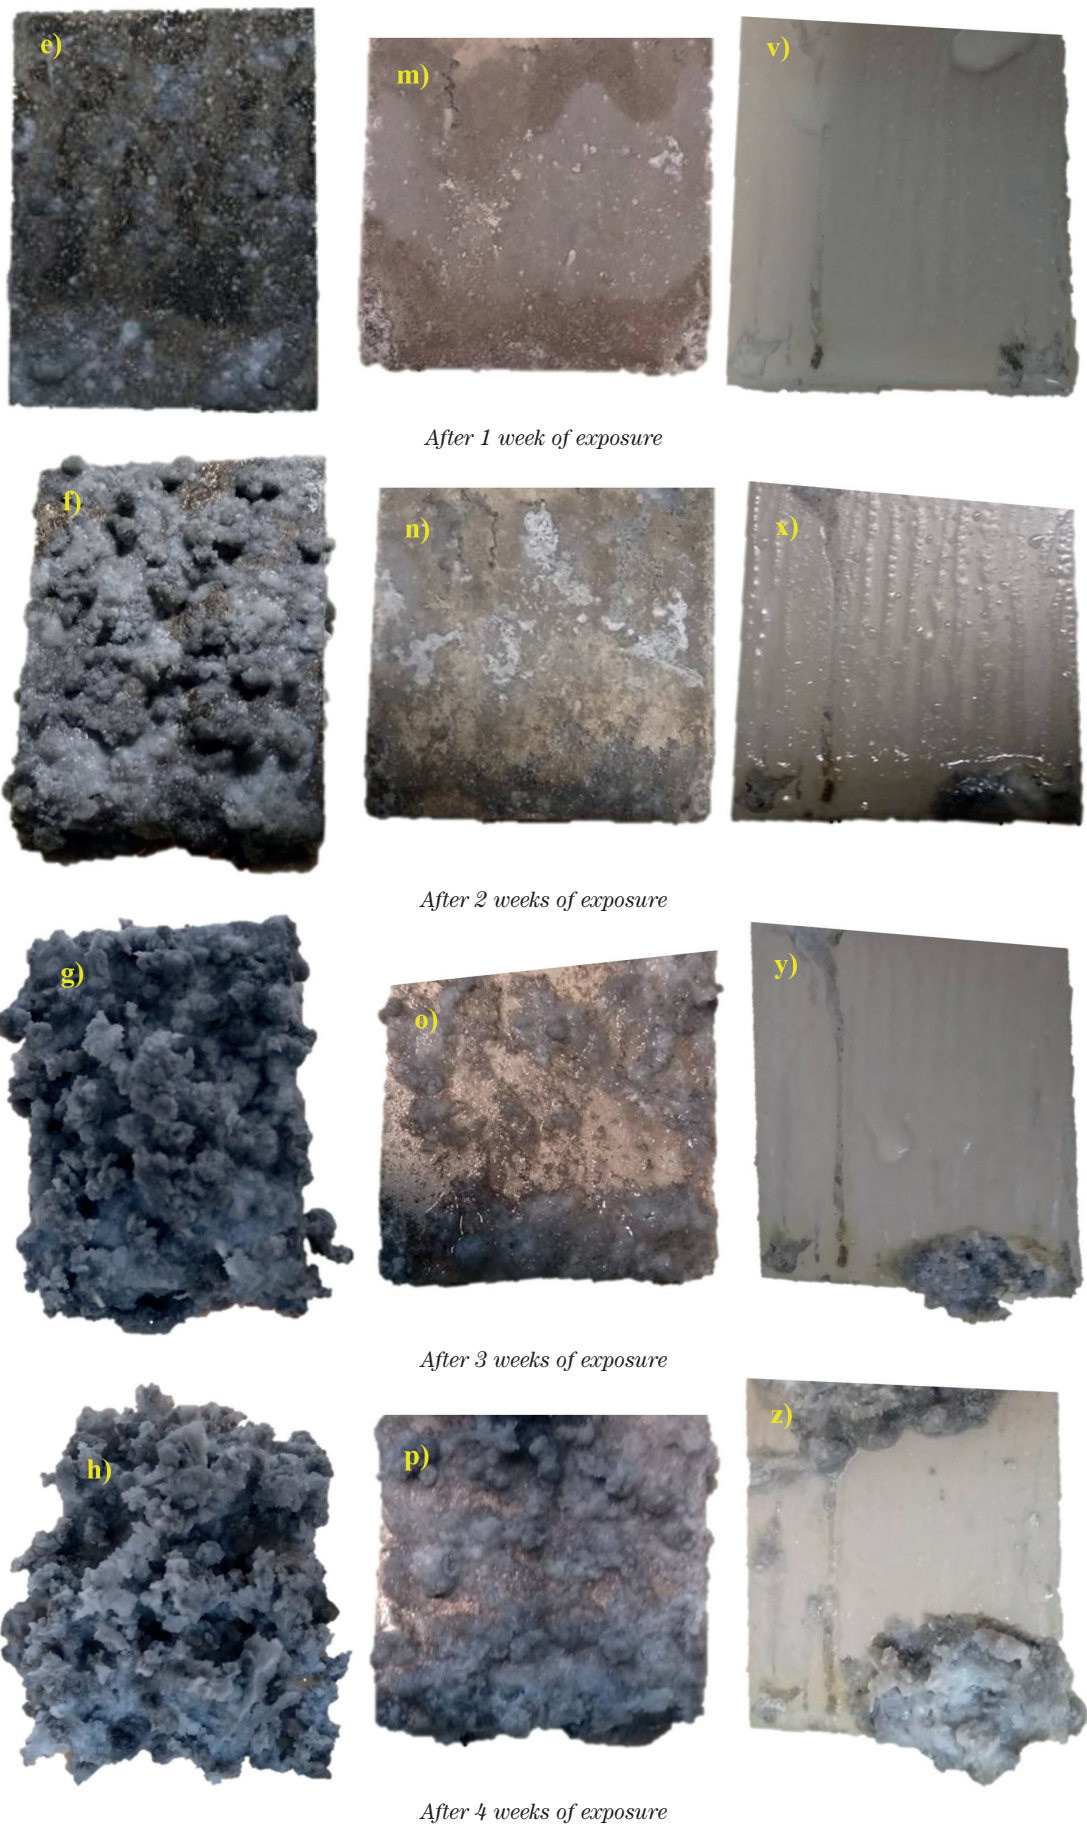 e) m) v)
After 1 week of exposure
f) n) x)
After 2 weeks of exposure
g) o) y)
After 3 weeks of exposure
h) p) z)
After 4 weeks of exposure